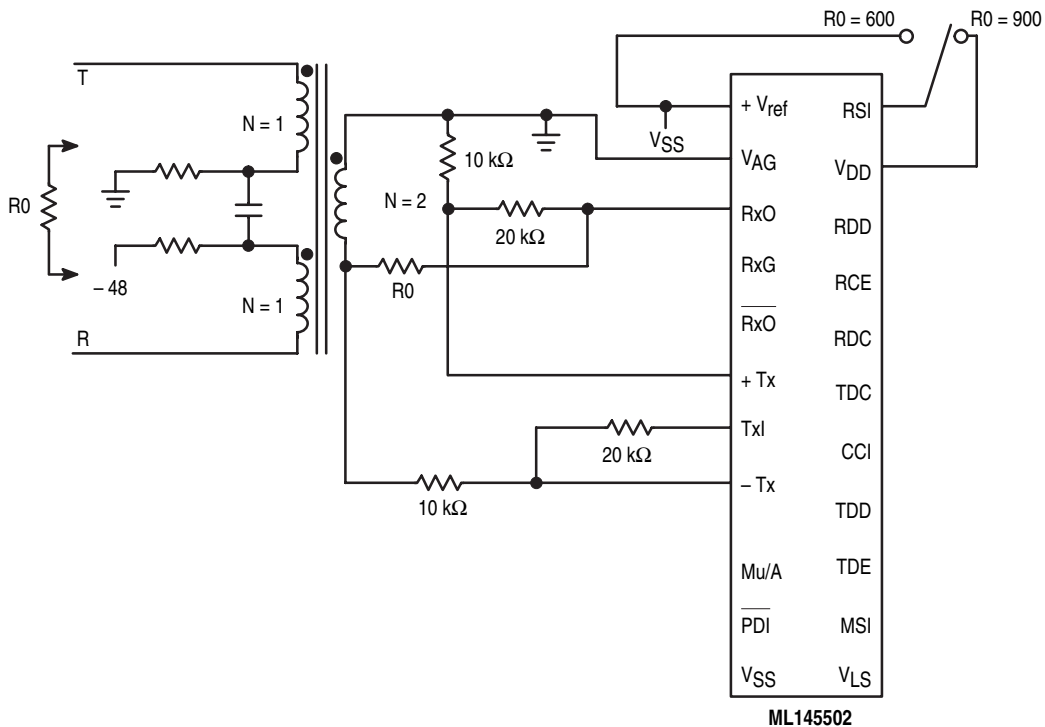 R0 = 600
R0 = 900
T
N = 1
R0
– 48
N = 1
R
N = 2
10 kΩ
20 kΩ
R0
VSS
20 kΩ
10 kΩ
+ Vref
VAG
RxO
RxG
RxO
+ Tx
TxI
– Tx
Mu/A
PDI
VSS
RSI
VDD
RDD
RCE
RDC
TDC
CCI
TDD
TDE
MSI
VLS
ML145502